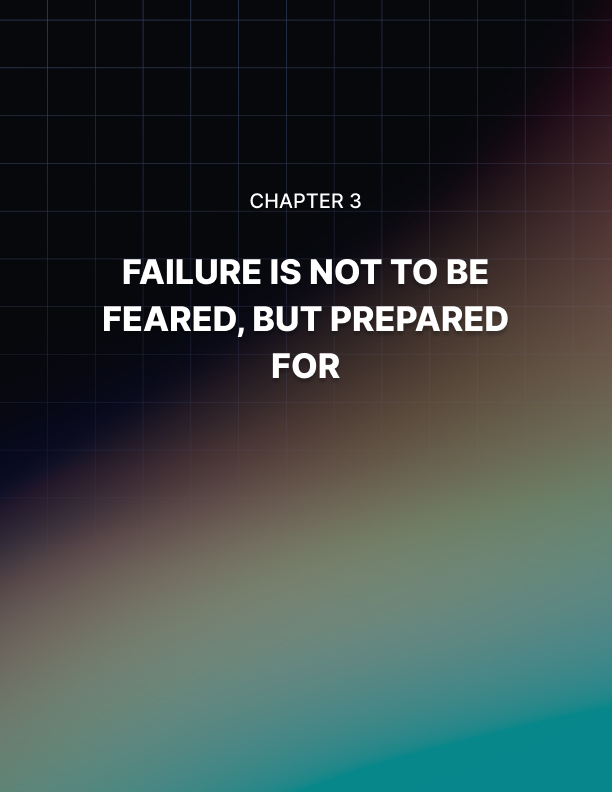 CHAPTER 3
FAILURE IS NOT TO BE
FEARED, BUT PREPARED
FOR